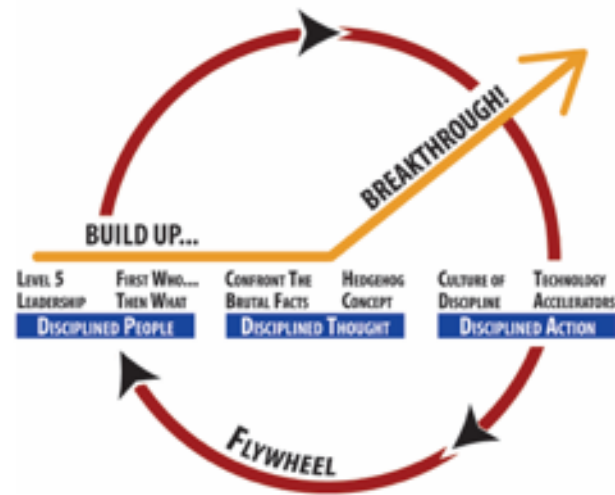 BREAKTHROUGH!
BUILD UP...
LEVEL 5
LEADERSHIP
FIRST WHO...
THEN WHAT
CONFRONT THE
BRUTAL FACTS
HEDGEHOG
CONCEPT
CULTURE OF
DISCIPLINE
TECHNOLOGY
ACCELERATORS
DISCIPLINED PEOPLE
DISCIPLINED THOUGHT
DISCIPLINED ACTION
FLYWHEEL